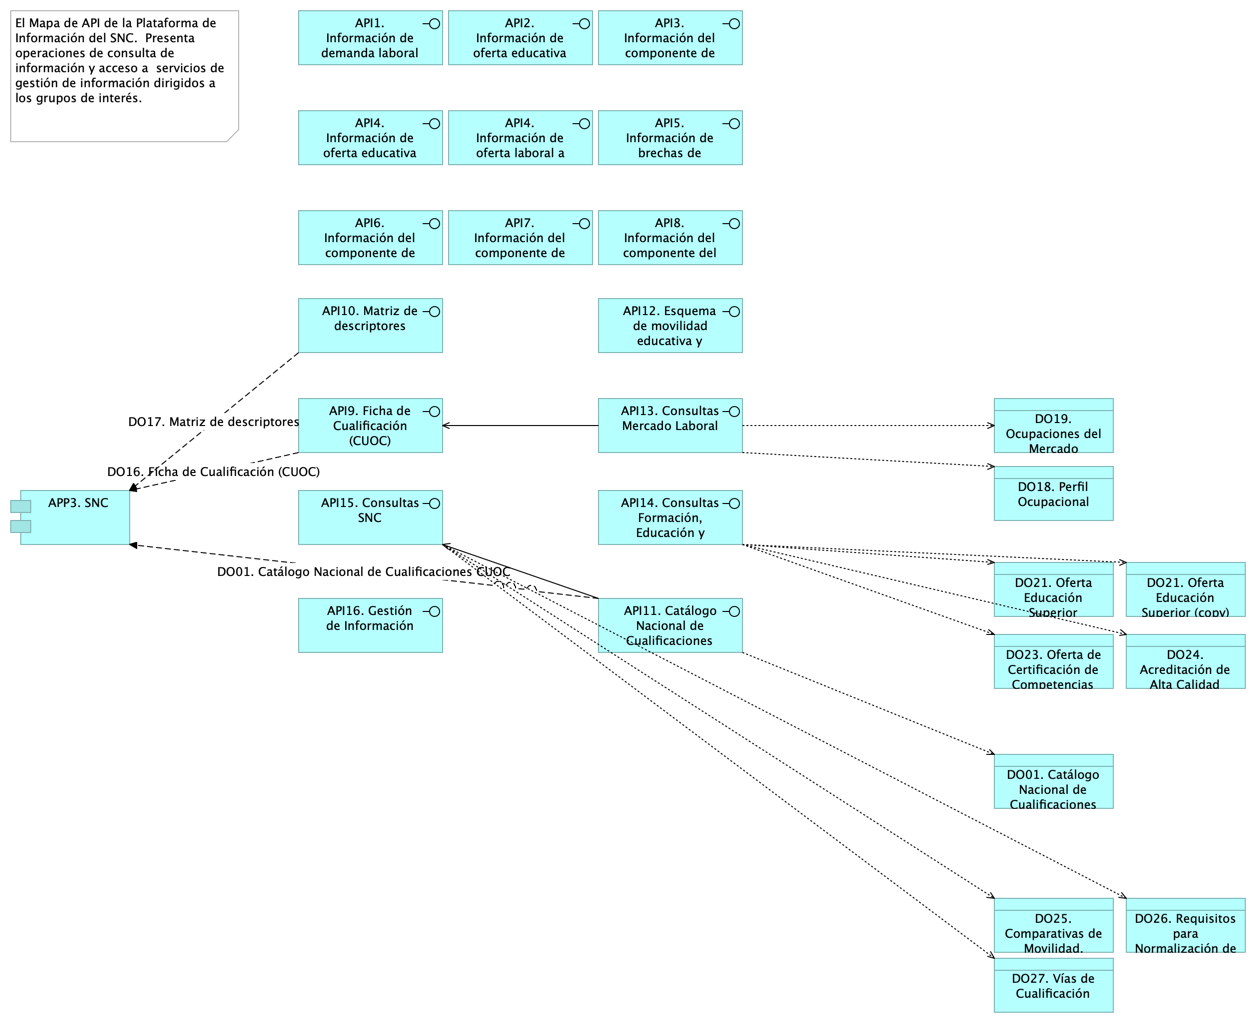 El Mapa de API de la Plataforma de
Información del SNC.  Presenta
operaciones de consulta de
información y acceso a  servicios de
gestión de información dirigidos a
los grupos de interés.
API1.
Información de
demanda laboral
API2.
Información de
oferta educativa
API3.
Información del
componente de
API4.
Información de
oferta educativa
API4.
Información de
oferta laboral a
API5.
Información de
brechas de
API6.
Información del
componente de
API7.
Información del
componente de
API8.
Información del
componente del
API10. Matriz de
descriptores
API12. Esquema
de movilidad
educativa y
DO17. Matriz de descriptores
API9. Ficha de
Cualificación
(CUOC)
API13. Consultas
Mercado Laboral
DO19.
Ocupaciones del
Mercado
DO16. Ficha de Cualificación (CUOC)
DO18. Perfil
Ocupacional
APP3. SNC
API15. Consultas
SNC
API14. Consultas
Formación,
Educación y
DO01. Catálogo Nacional de Cualificaciones CUOC
DO21. Oferta
Educación
Superior
DO21. Oferta
Educación
Superior (copy)
API16. Gestión
de Información
API11. Catálogo
Nacional de
Cualificaciones
DO23. Oferta de
Certificación de
Competencias
DO24.
Acreditación de
Alta Calidad
DO01. Catálogo
Nacional de
Cualificaciones
DO25.
Comparativas de
Movilidad.
DO26. Requisitos
para
Normalización de
DO27. Vías de
Cualificación